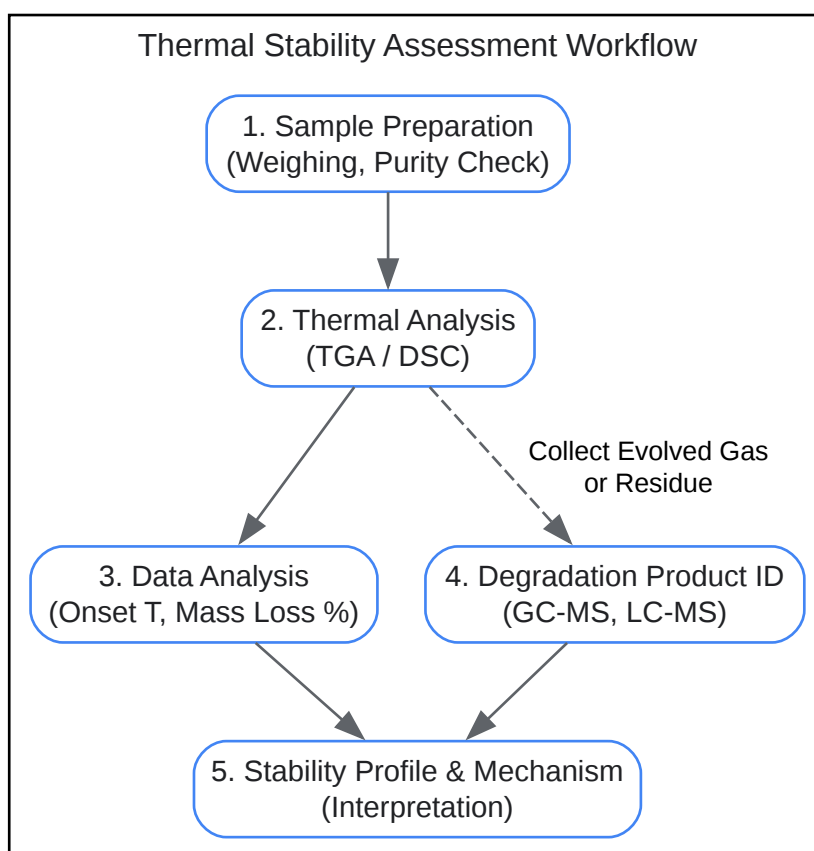 Thermal Stability Assessment Workflow
1. Sample Preparation
(Weighing, Purity Check)
2. Thermal Analysis
(TGA / DSC)
Collect Evolved Gas
or Residue
3. Data Analysis
(Onset T, Mass Loss %)
4. Degradation Product ID
(GC-MS, LC-MS)
5. Stability Profile & Mechanism
(Interpretation)